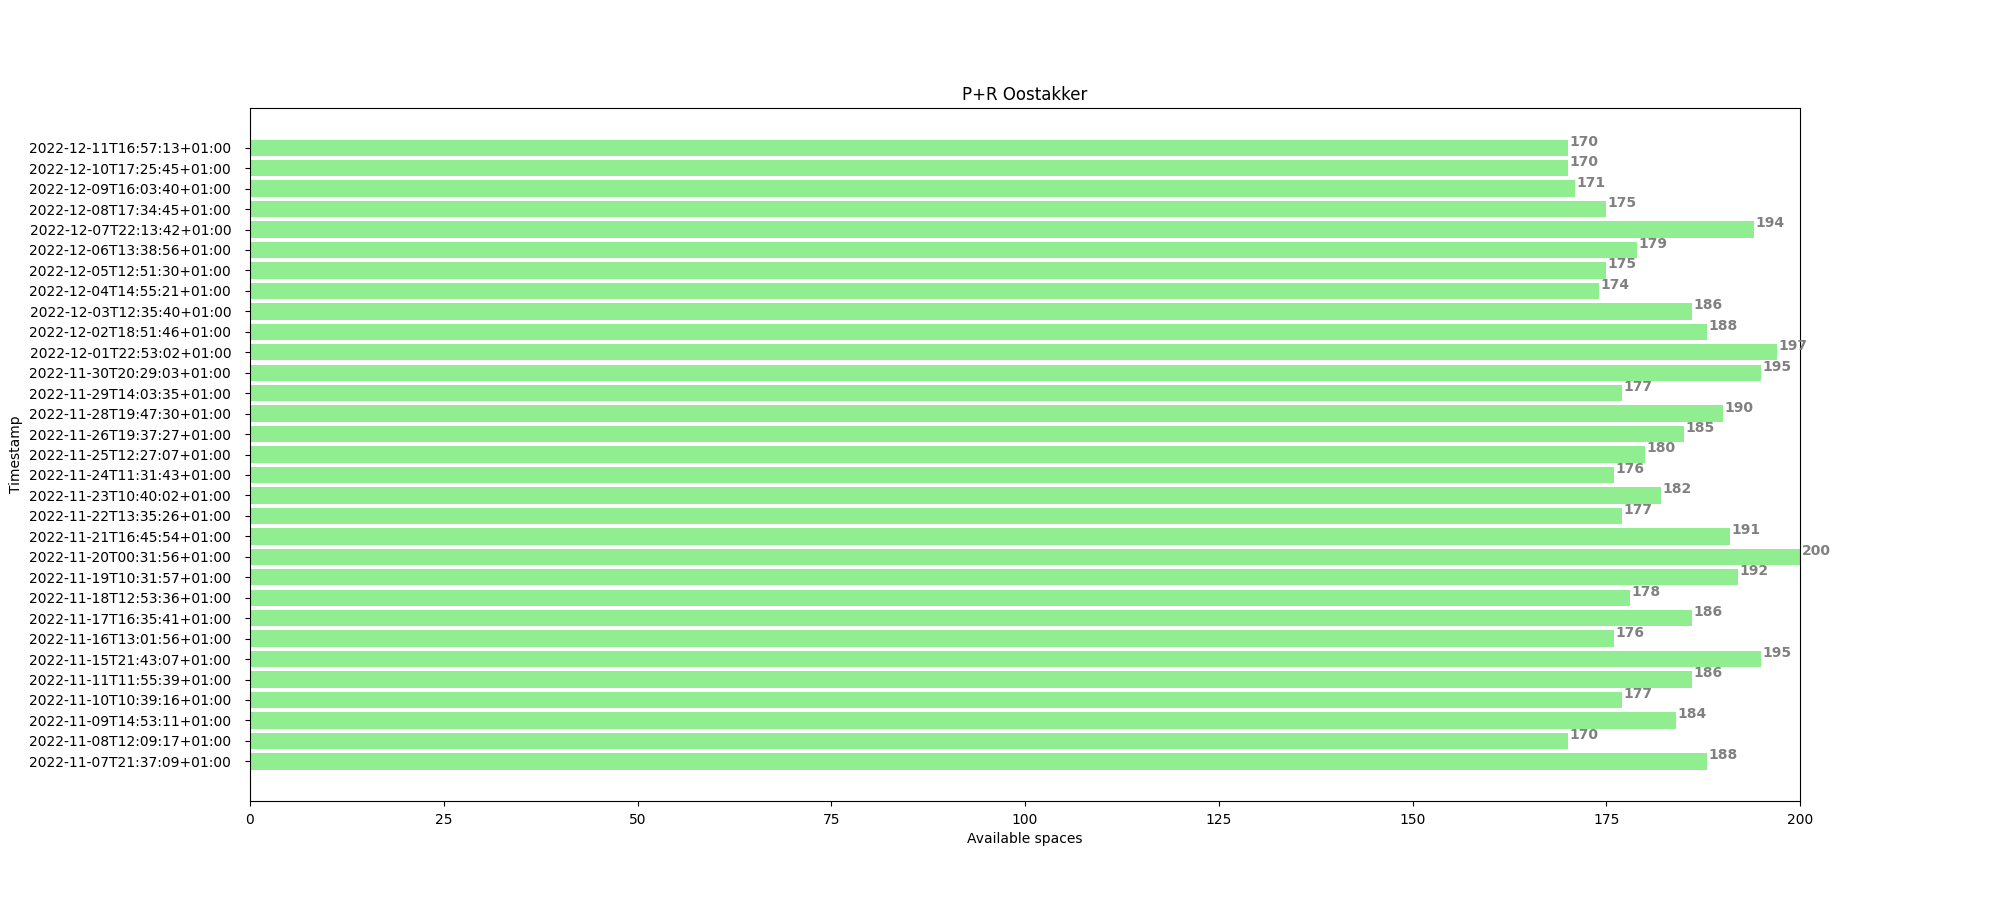 P+R Oostakker
2022-12-11T16:57:13+01:00 170
2022-12-10T17:25:45+01:00 170
2022-12-09T16:03:40+01:00 171
2022-12-08T17:34:45+01:00 175
2022-12-07T22:13:42+01:00 194
2022-12-06T13:38:56+01:00 179
2022-12-05T12:51:30+01:00 175
2022-12-04T14:55:21+01:00 174
2022-12-03T12:35:40+01:00 186
2022-12-02T18:51:46+01:00 188
2022-12-01T22:53:02+01:00 197
2022-11-30T20:29:03+01:00 195
2022-11-29T14:03:35+01:00 177
2022-11-28T19:47:30+01:00 190
2022-11-26T19:37:27+01:00 185
2022-11-25T12:27:07+01:00 180
2022-11-24T11:31:43+01:00 176
2022-11-23T10:40:02+01:00 182
2022-11-22T13:35:26+01:00 177
2022-11-21T16:45:54+01:00 191
2022-11-20T00:31:56+01:00 200
2022-11-19T10:31:57+01:00 192
2022-11-18T12:53:36+01:00 178
2022-11-17T16:35:41+01:00 186
2022-11-16T13:01:56+01:00 176
2022-11-15T21:43:07+01:00 195
2022-11-11T11:55:39+01:00 186
2022-11-10T10:39:16+01:00 177
2022-11-09T14:53:11+01:00 184
2022-11-08T12:09:17+01:00 170
2022-11-07T21:37:09+01:00 188
Timestamp
0 25 50 75 100 125 150 175 200
Available spaces